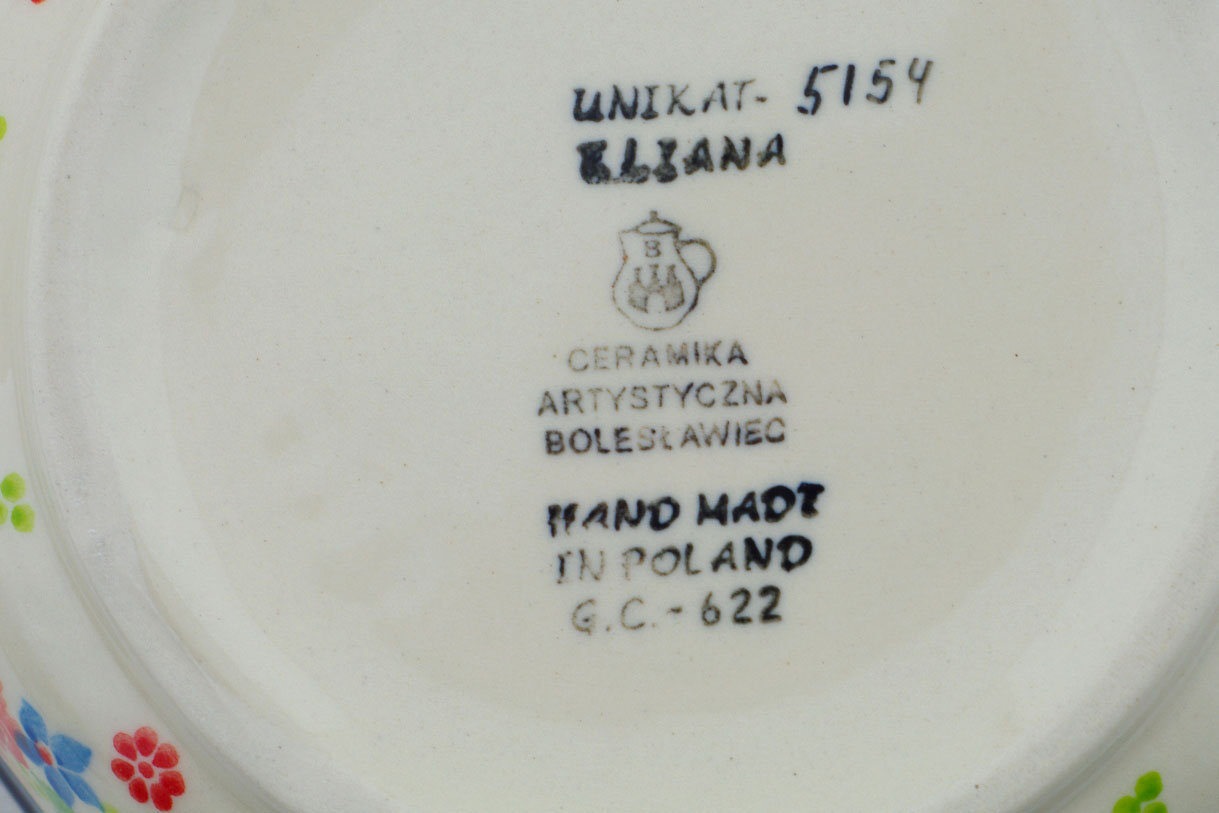 UNIKAT- 5154
ELIANA
B
CERAMIKA
ARTYSTYCZNA
BOLESŁAWIEC
HAND MADE
IN POLAND
G.C.- 622